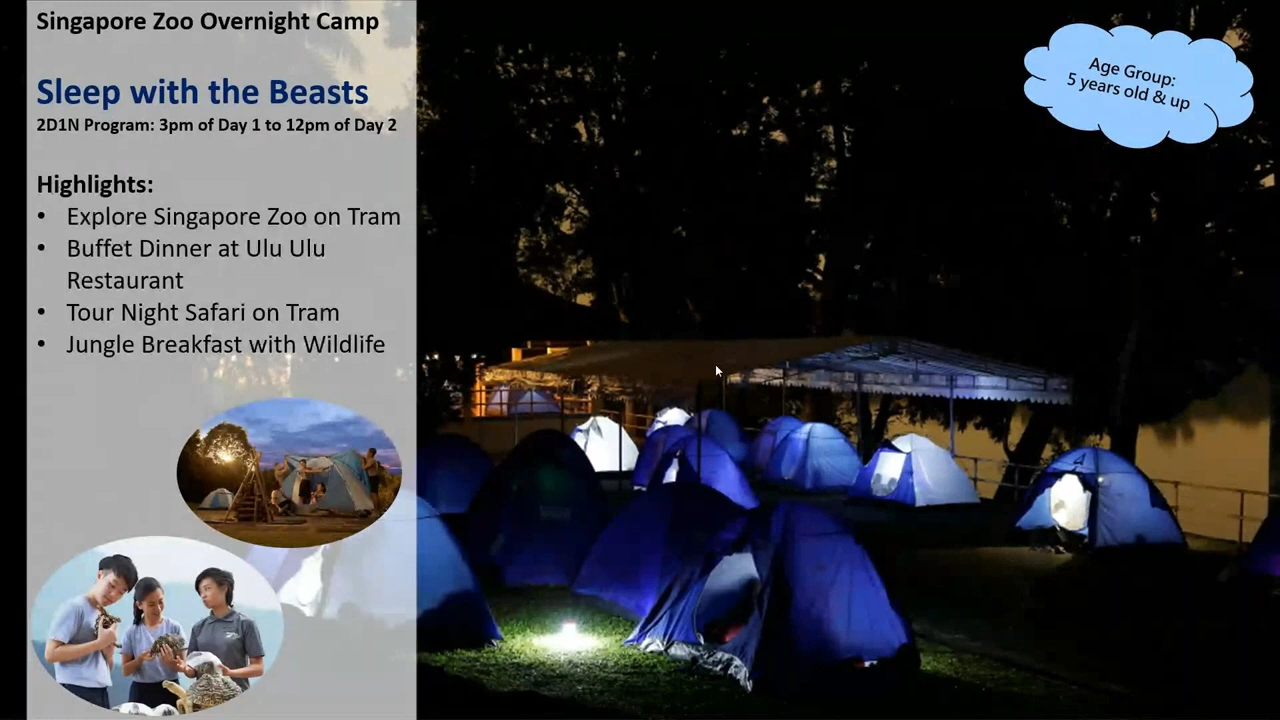 Singapore Zoo Overnight Camp
Sleep with the Beasts
2D1N Program: 3pm of Day 1 to 12pm of Day 2
Highlights:
• Explore Singapore Zoo on Tram
• Buffet Dinner at Ulu Ulu
Restaurant
• Tour Night Safari on Tram
• Jungle Breakfast with Wildlife
Age Group:
5 years old & up